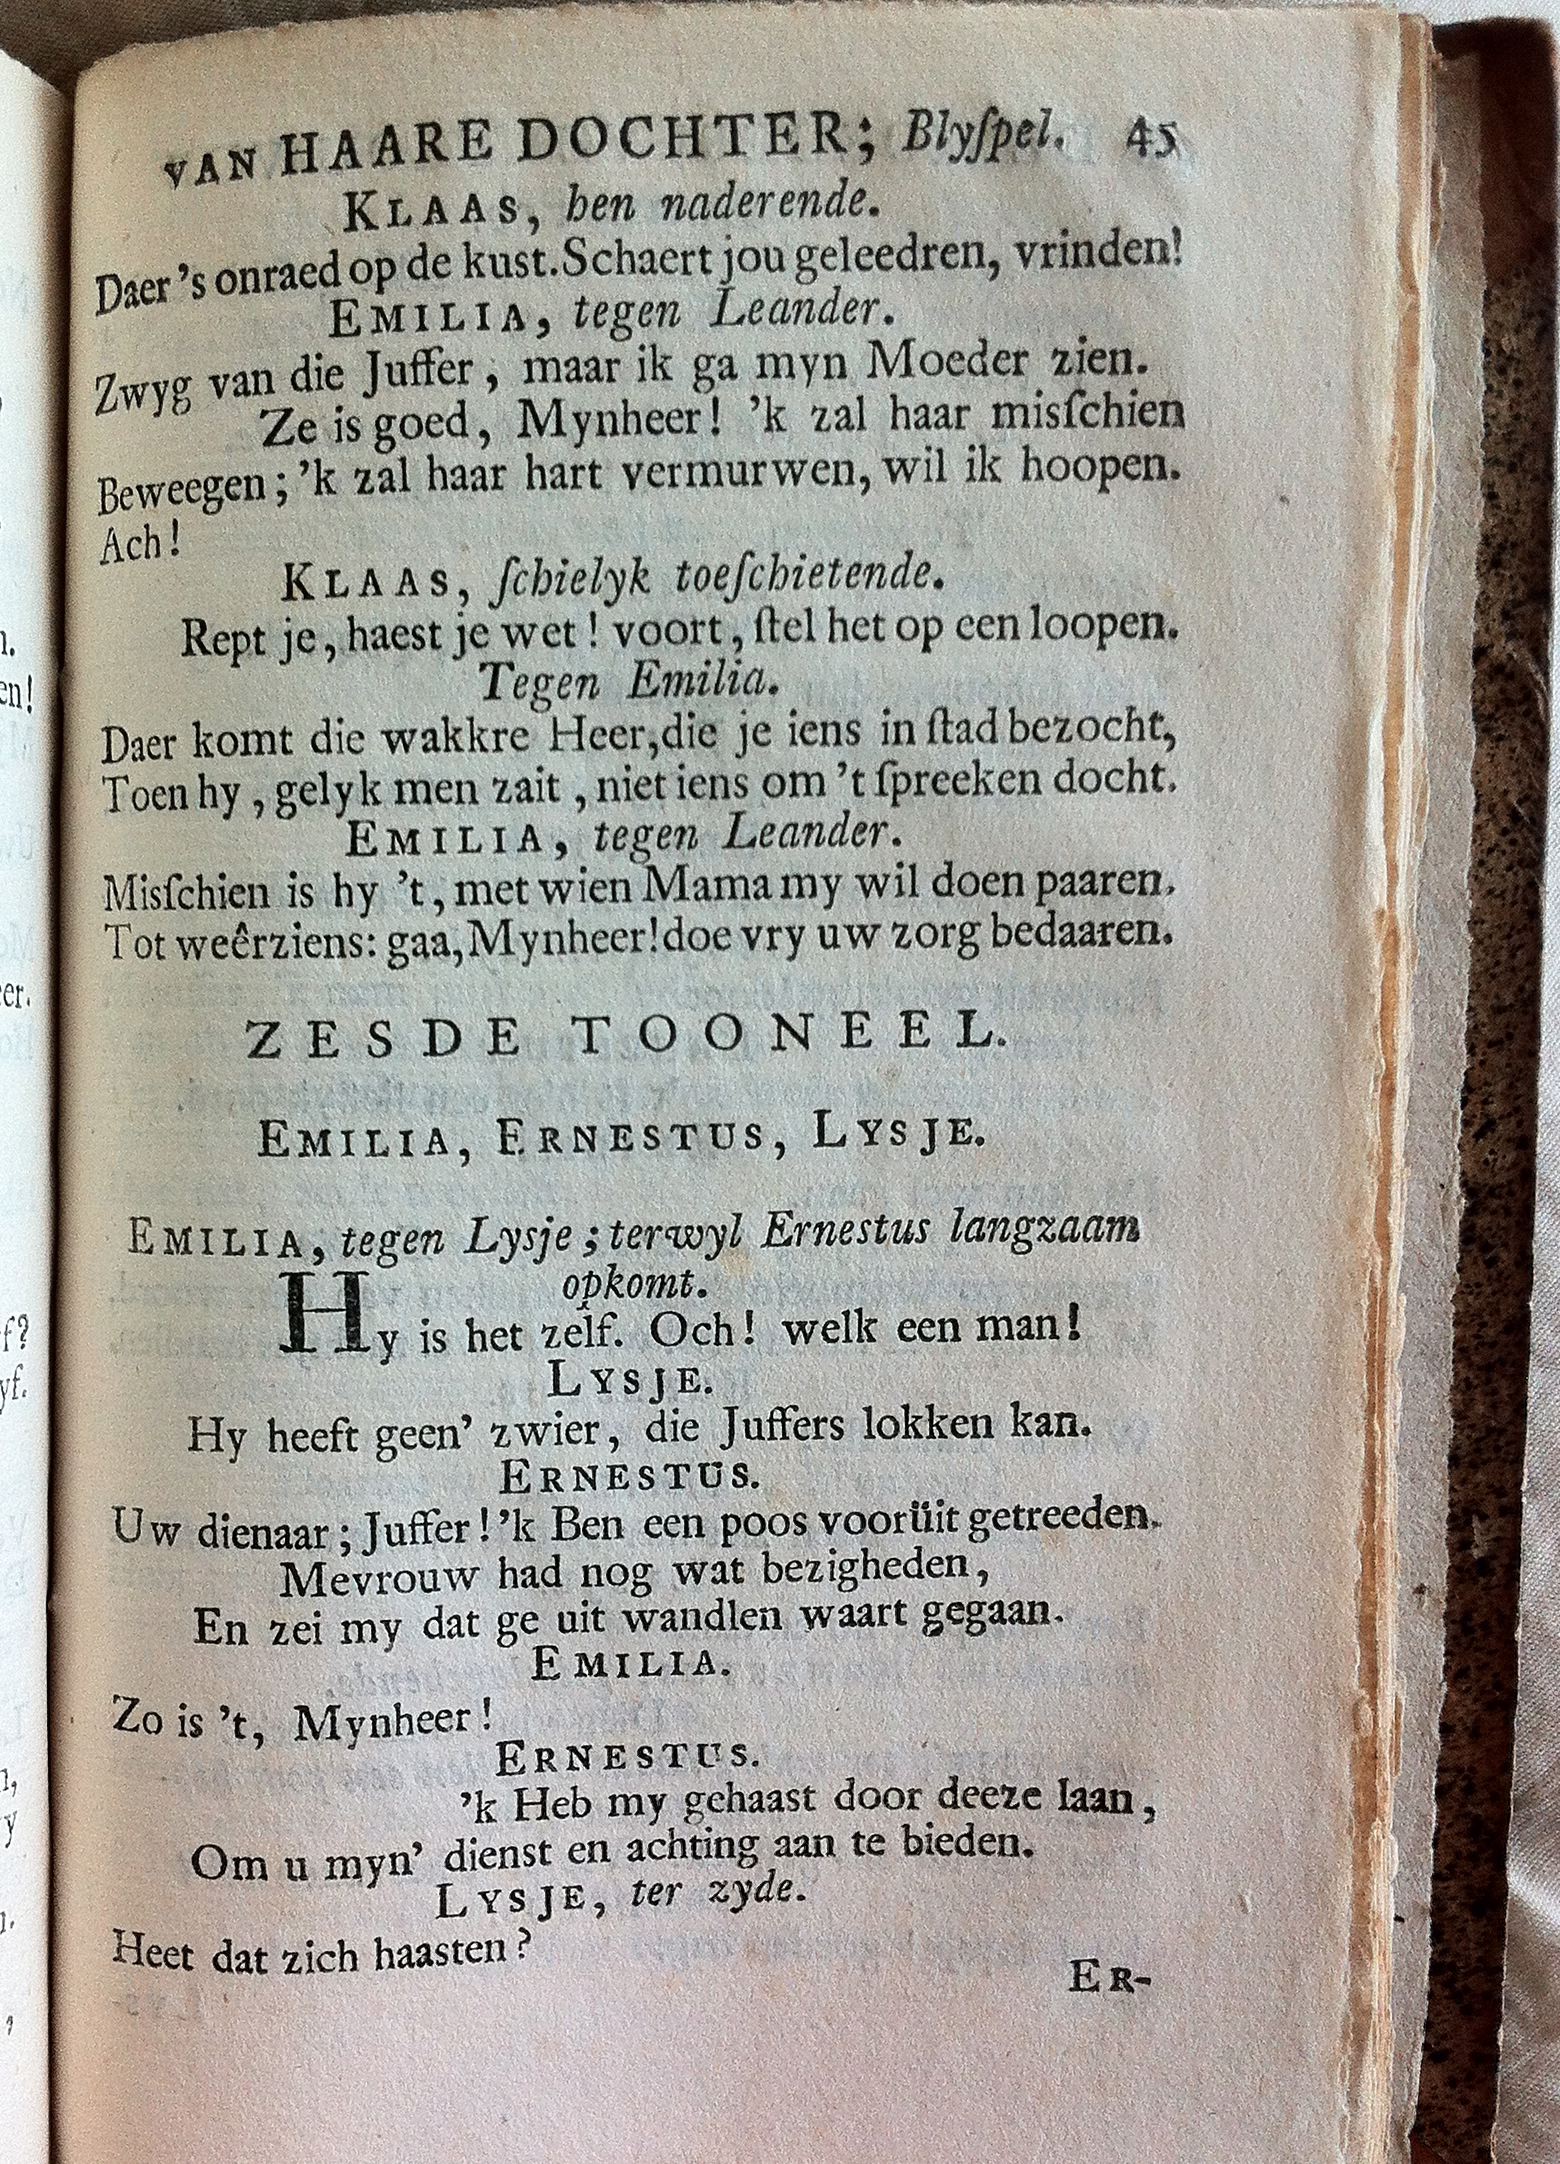 VAN HAARE DOCHTER; Blyſpel. 45
KLAAS, hen naderende.
Daer 's onraed op de kust. Schaert jou geleedren, vrinden!
EMILIA, tegen Leander.
Zwyg van die Juffer, maar ik ga myn Moeder zien.
Ze is goed, Mynheer! 'k zal haar misſchien
Beweegen; 'k zal haar hart vermurwen, wil ik hoopen.
Ach!
KLAAS, ſchielyk toeſchietende.
Rept je, haest je wet! voort, ſtel het op een loopen.
Tegen Emilia.
Daer komt die wakkre Heer, die je iens in ſtad bezocht,
Toen hy, gelyk men zait, niet iens om 't ſpreeken docht.
EMILIA, tegen Leander.
Misſchien is hy 't, met wien Mama my wil doen paaren.
Tot weêrziens: gaa, Mynheer! doe vry uw zorg bedaaren.
ZESDE TOONEEL.
EMILIA, ERNESTUS, LYSJE.
EMILIA, tegen Lysje; terwyl Ernestus langzaam
opkomt.
Hy is het zelf. Och! welk een man!
LYSJE.
Hy heeft geen' zwier, die Juffers lokken kan.
ERNESTUS.
Uw dienaar; Juffer! 'k Ben een poos voorüit getreeden.
Mevrouw had nog wat bezigheden,
En zei my dat ge uit wandlen waart gegaan.
EMILIA.
Zo is 't, Mynheer!
ERNESTUS.
'k Heb my gehaast door deeze laan,
Om u myn' dienst en achting aan te bieden.
LYSJE, ter zyde.
Heet dat zich haasten?
ER-